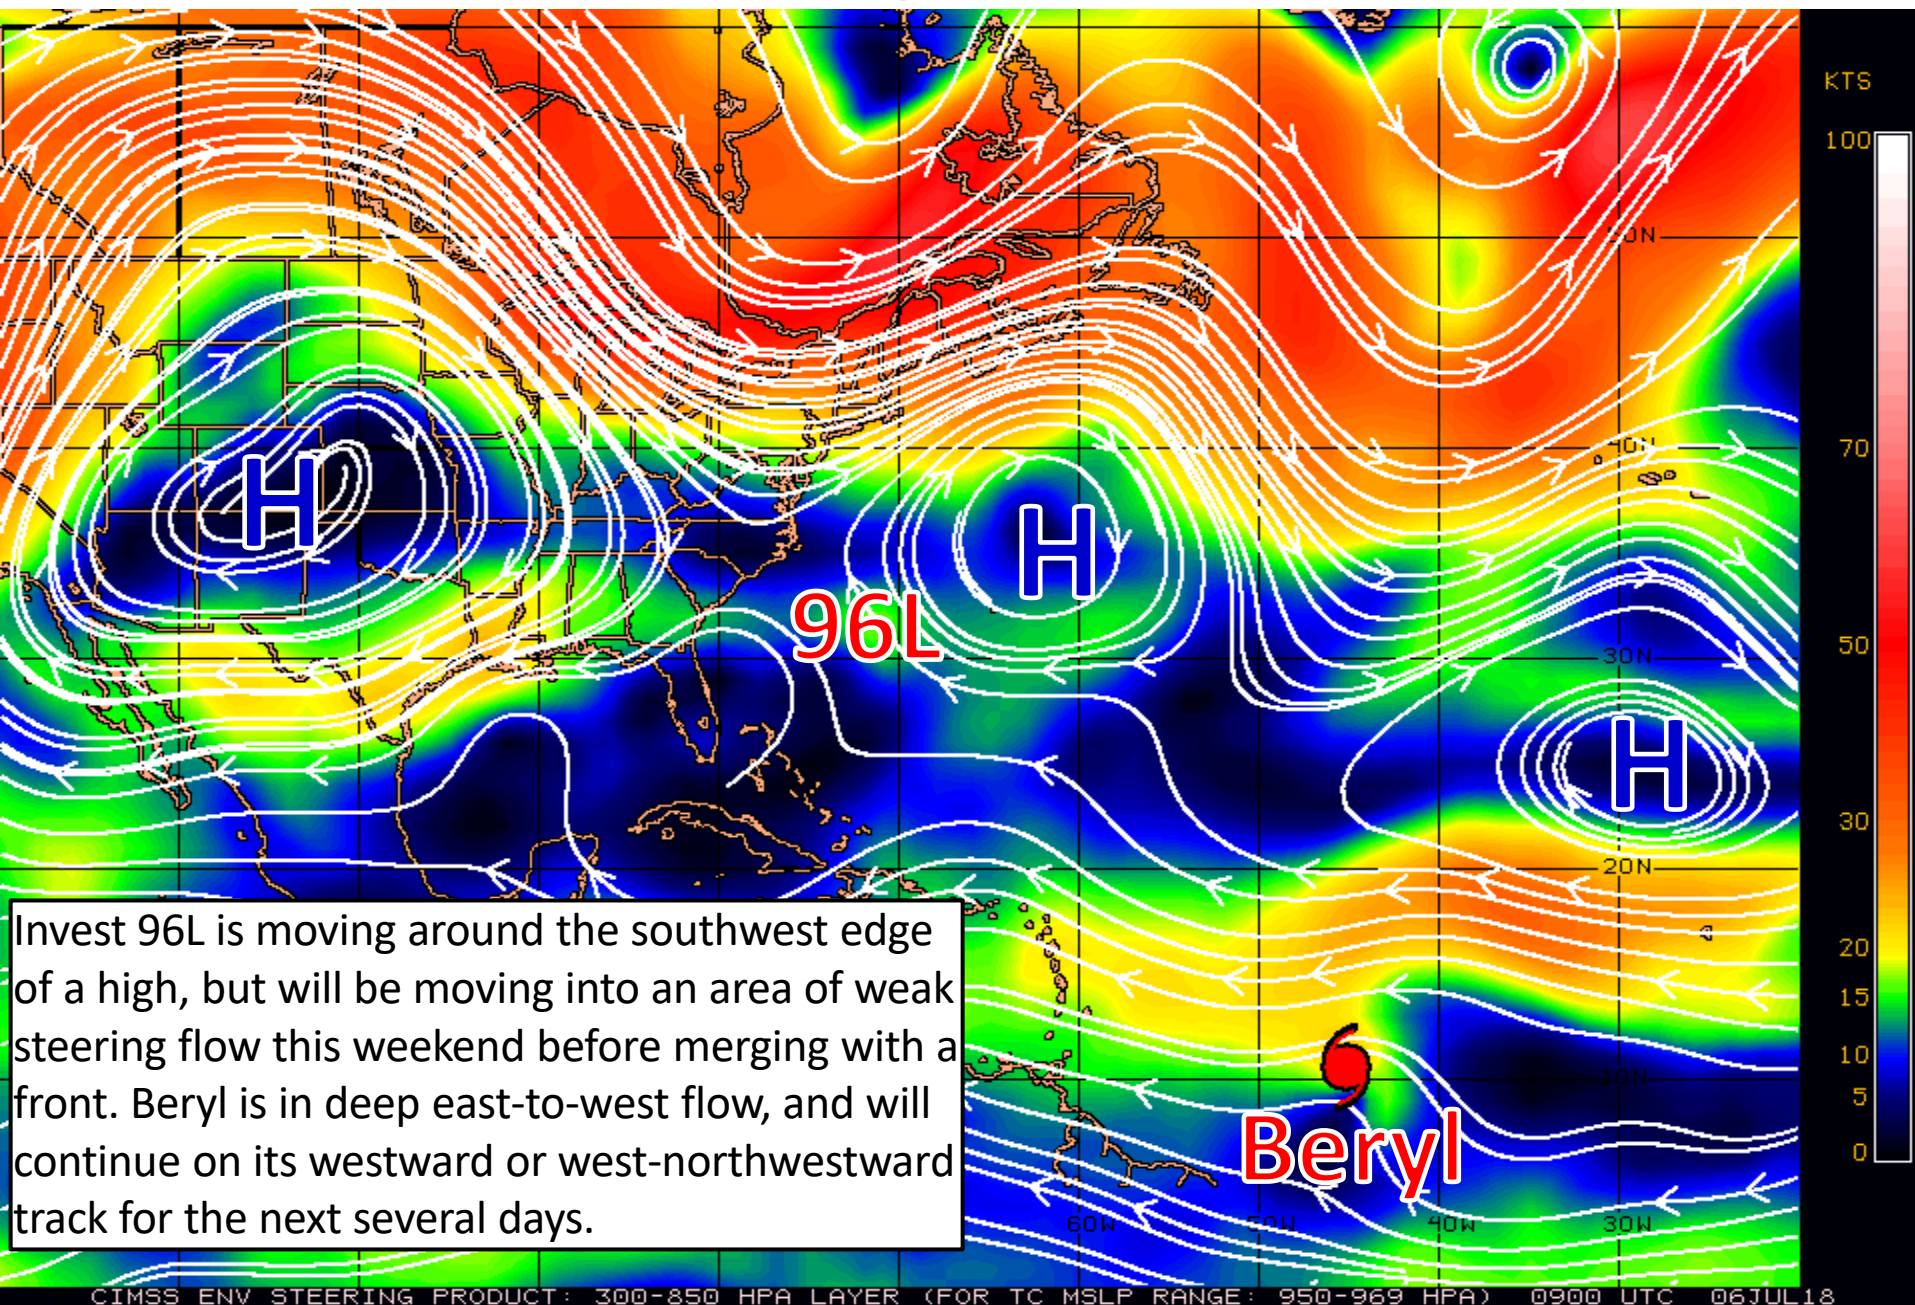 KTS
100
50N
H
H
40N
70
96L
50
30N
H
30
20N
20
15
10N
10
5
0
Beryl
60W 50W 40W 30W
Invest 96L is moving around the southwest edge
of a high, but will be moving into an area of weak
steering flow this weekend before merging with a
front. Beryl is in deep east-to-west flow, and will
continue on its westward or west-northwestward
track for the next several days.
CIMSS ENV STEERING PRODUCT: 300-850 HPA LAYER (FOR TC MSLP RANGE: 950-969 HPA) 0900 UTC 06JUL18